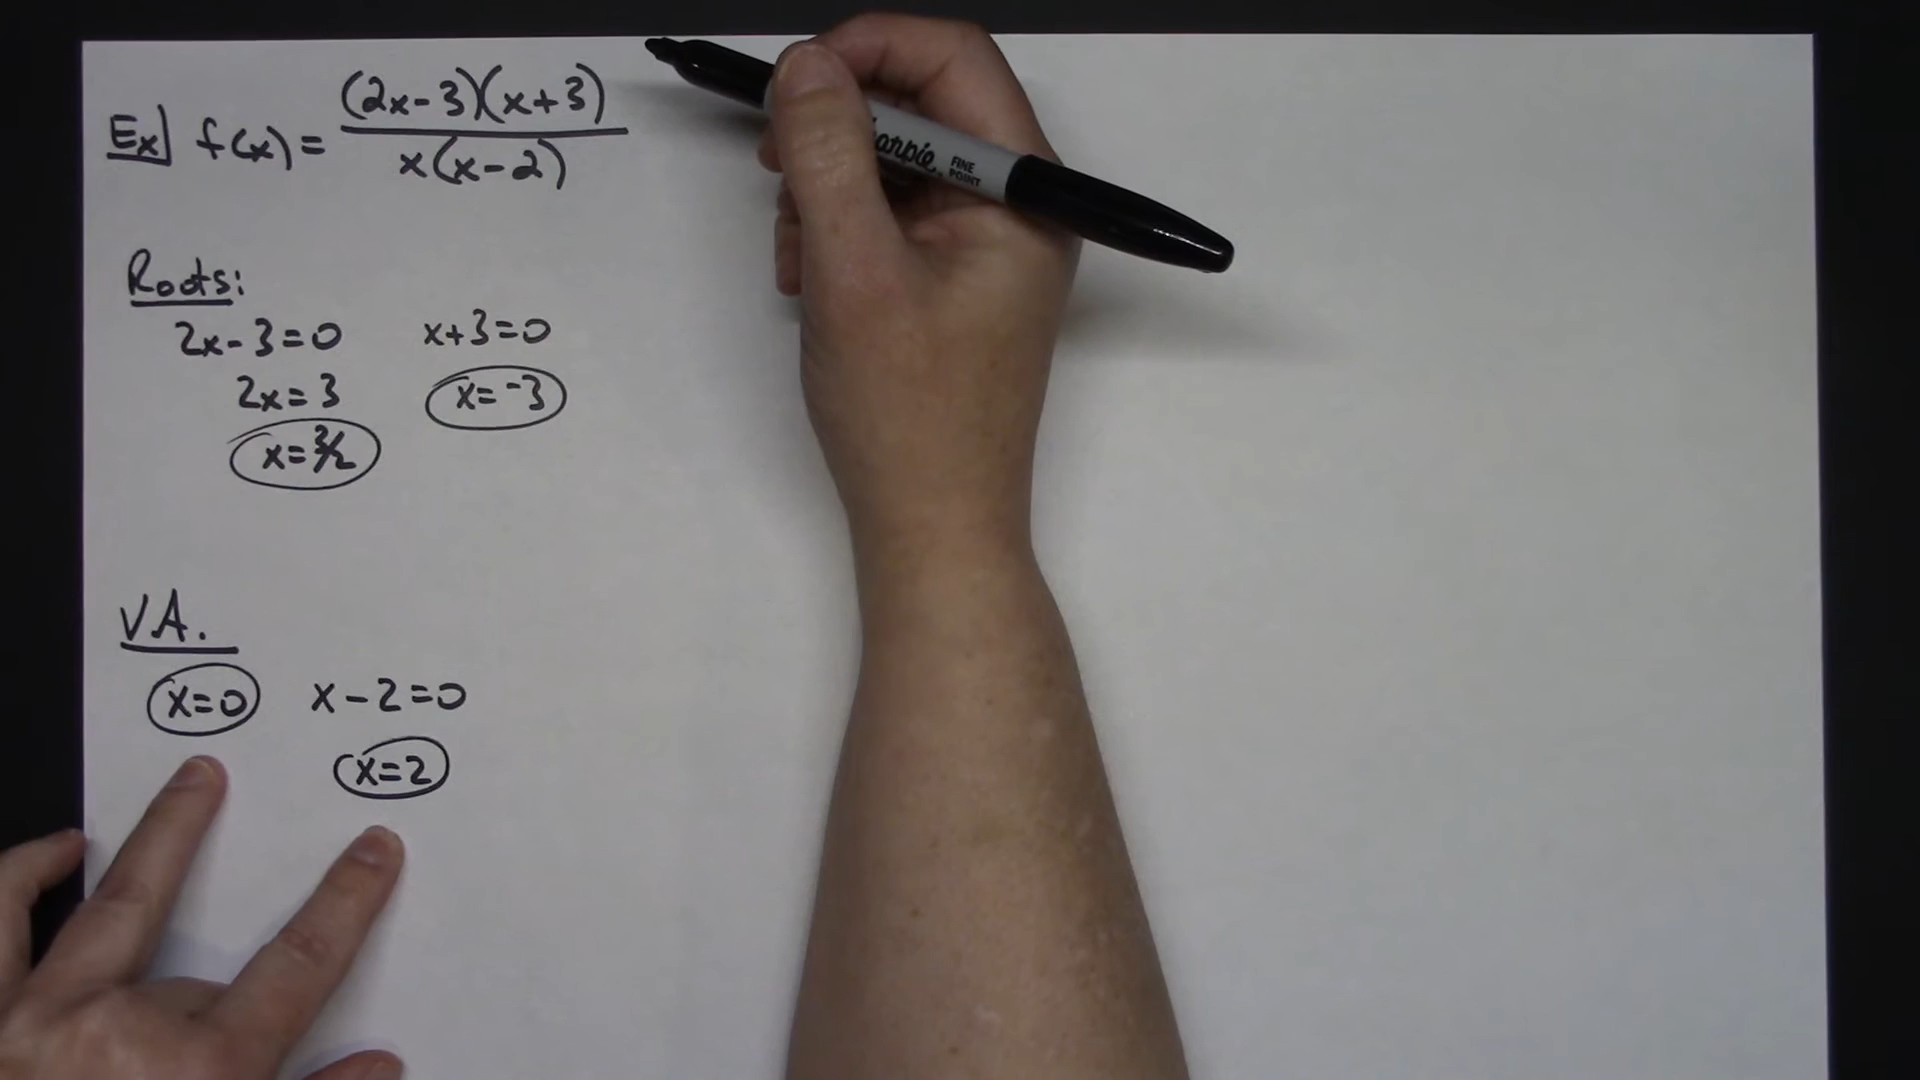 Ex] f(x) = (2x-3)(x+3) / x(x-2)
Roots:
2x-3=0 x+3=0
2x=3 x=-3
x=3/2
VA.
x=0 x-2=0
x=2
FINE
POINT